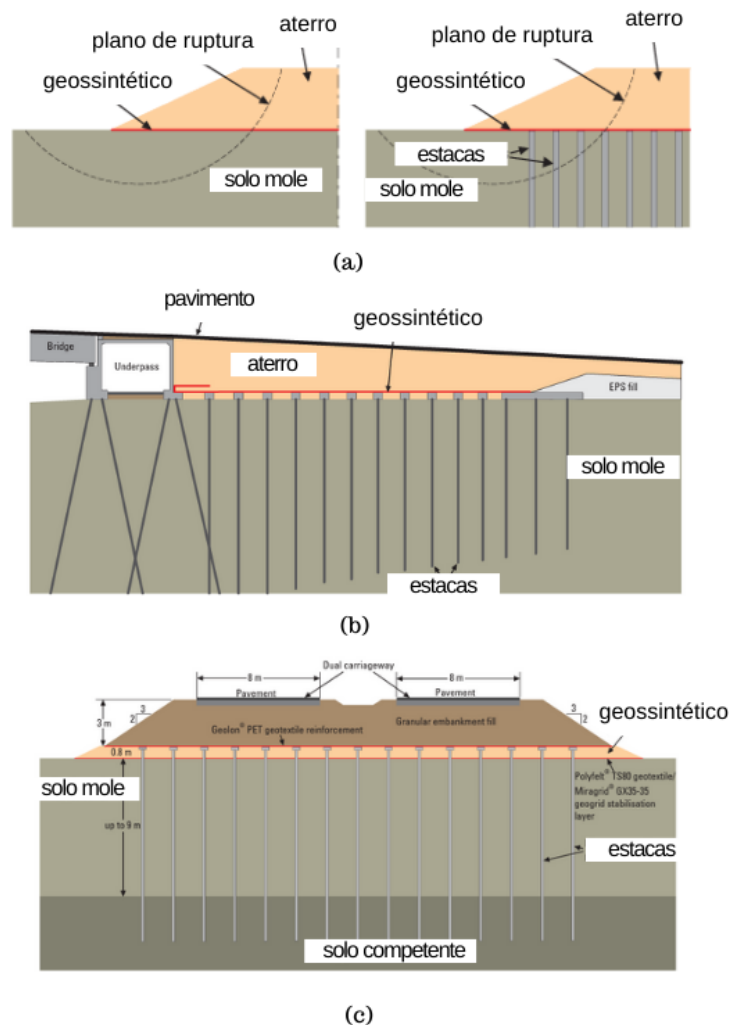 aterro
plano de ruptura
geossintético
solo mole
aterro
plano de ruptura
geossintético
estacas
solo mole
(a)
pavimento
geossintético
Bridge
Underpass
aterro
EPS fill
solo mole
estacas
(b)
Dual carriageway
8 m
8 m
Pavement
Pavement
3
2
3 m
3
2
geossintético
Geolon® PET geotextile reinforcement
Granular embankment fill
0.8 m
solo mole
Polyfelt® TS80 geotextile/
Miragrid® GX35-35
geogrid stabilisation
layer
up to 9 m
estacas
solo competente
(c)